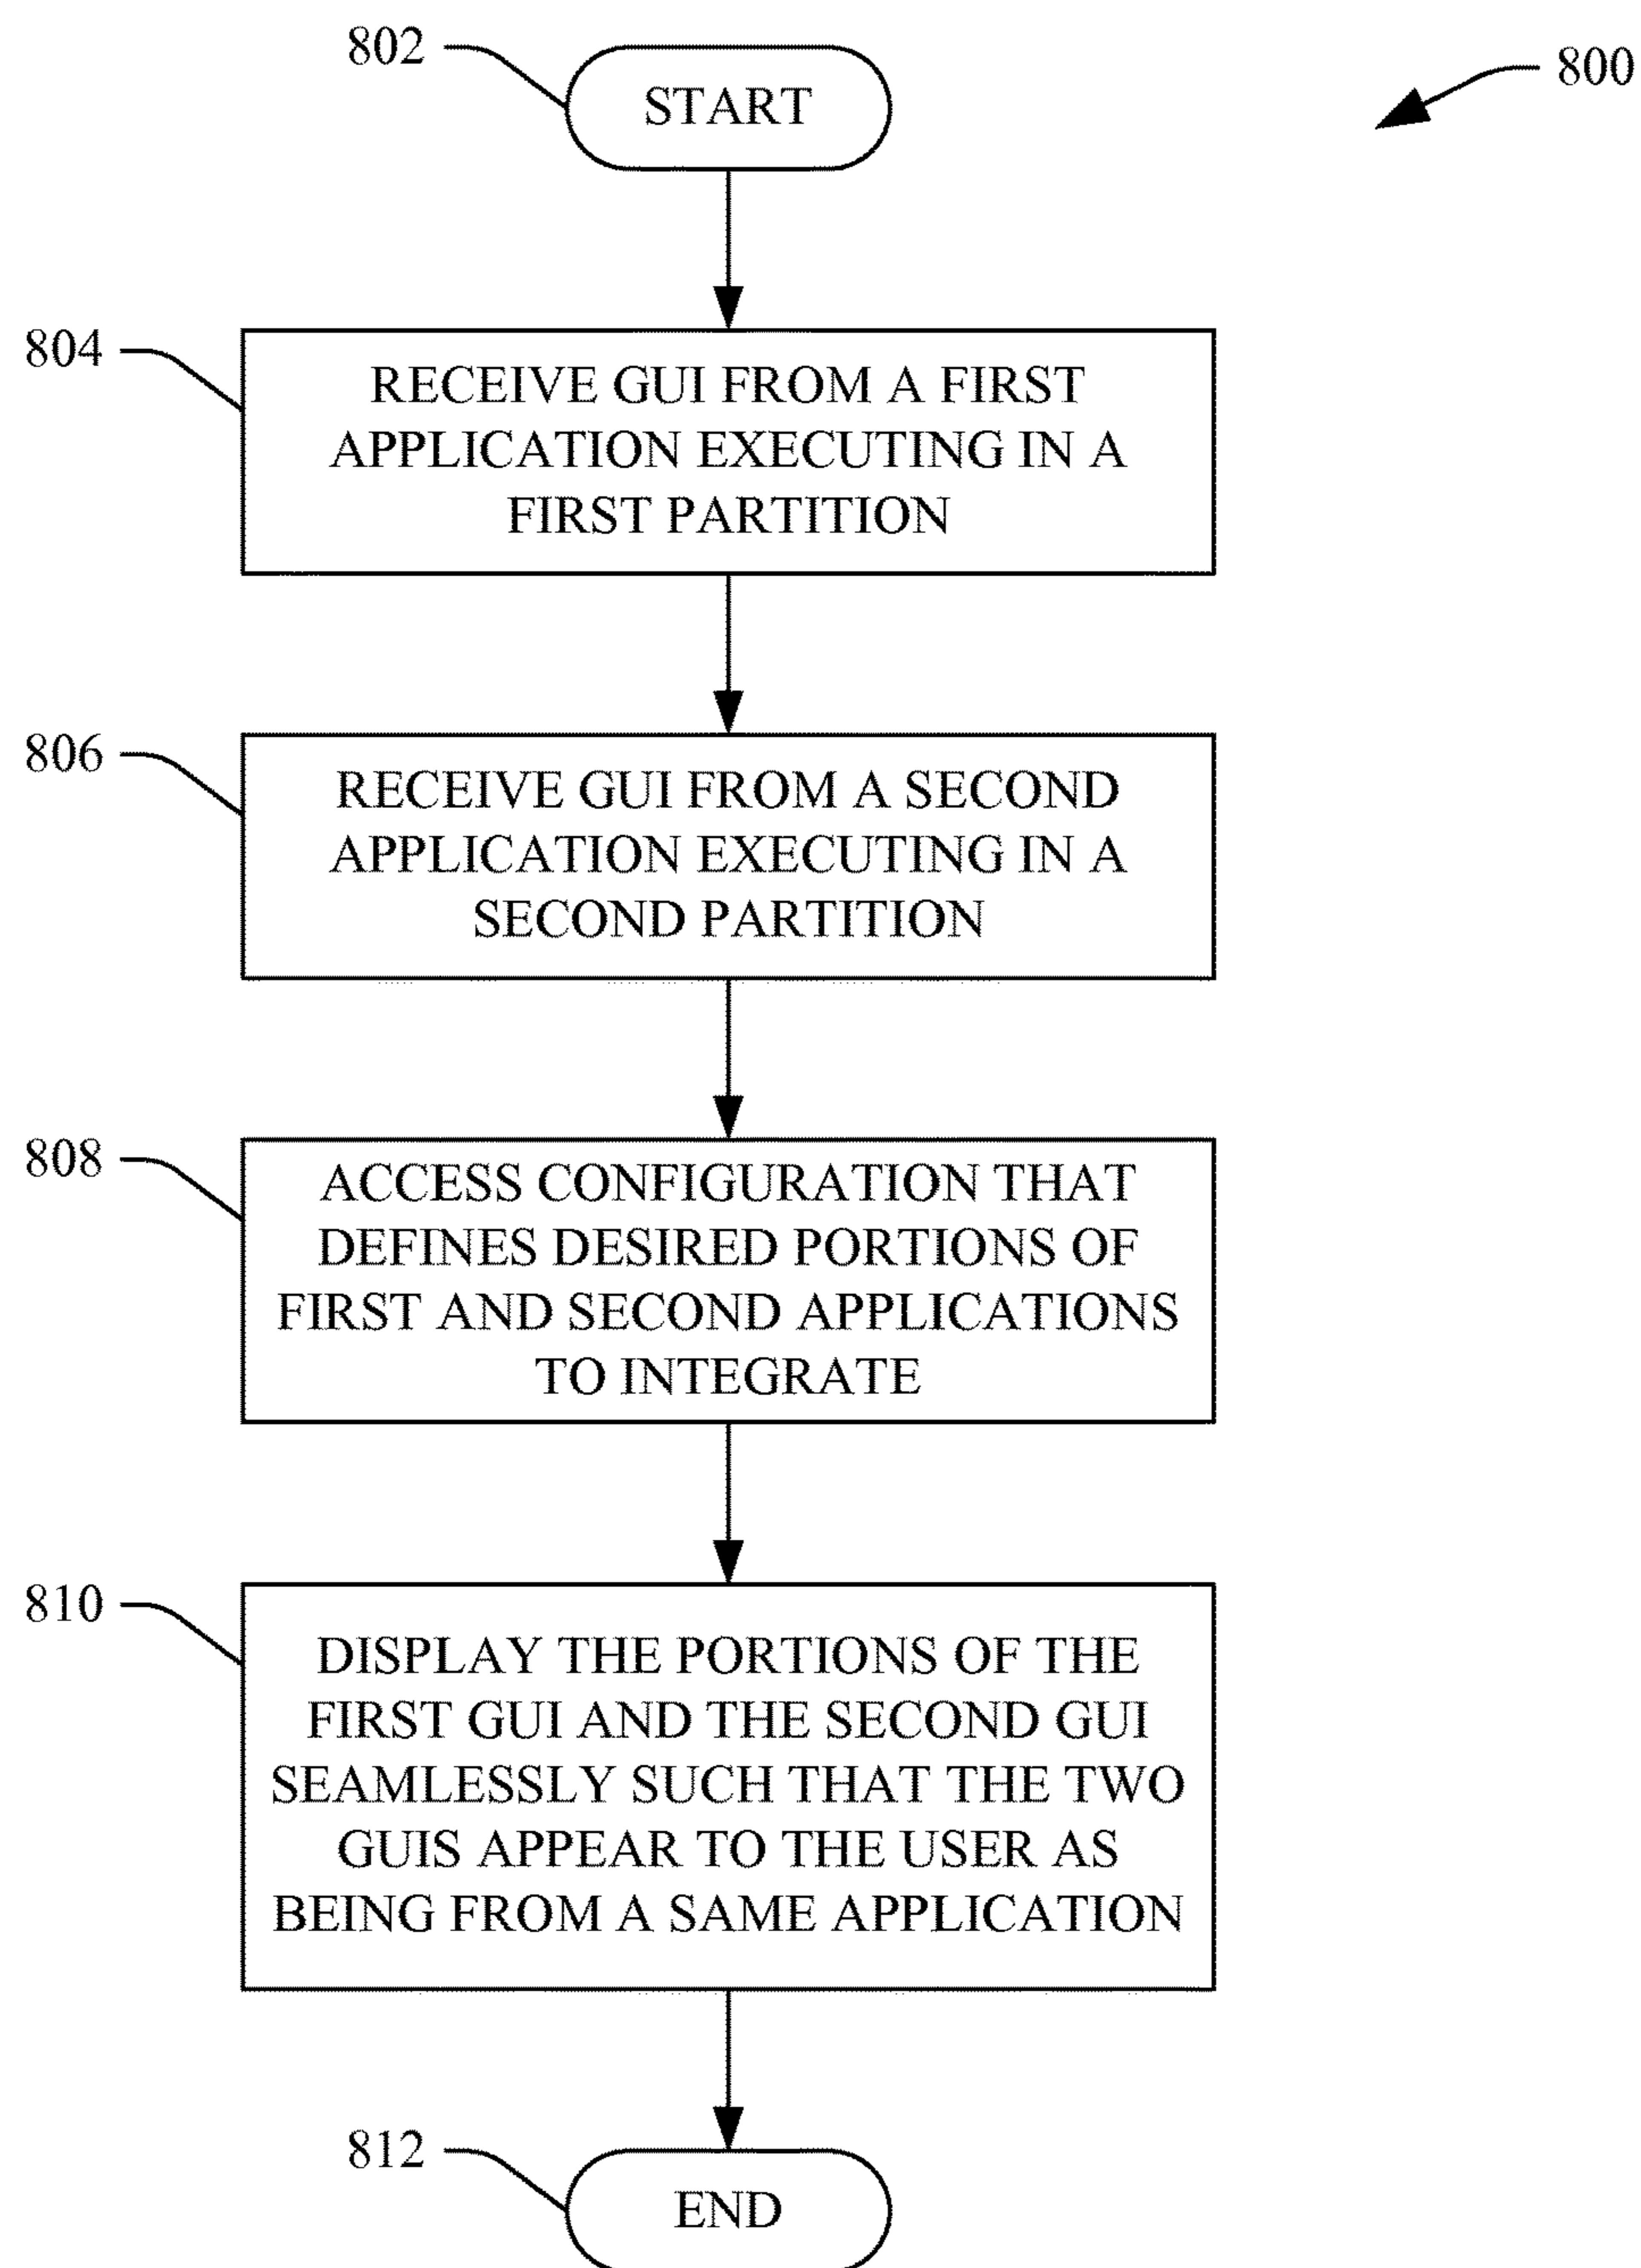 802
START
800
804
RECEIVE GUI FROM A FIRST
APPLICATION EXECUTING IN A
FIRST PARTITION
806
RECEIVE GUI FROM A SECOND
APPLICATION EXECUTING IN A
SECOND PARTITION
808
ACCESS CONFIGURATION THAT
DEFINES DESIRED PORTIONS OF
FIRST AND SECOND APPLICATIONS
TO INTEGRATE
810
DISPLAY THE PORTIONS OF THE
FIRST GUI AND THE SECOND GUI
SEAMLESSLY SUCH THAT THE TWO
GUIS APPEAR TO THE USER AS
BEING FROM A SAME APPLICATION
812
END